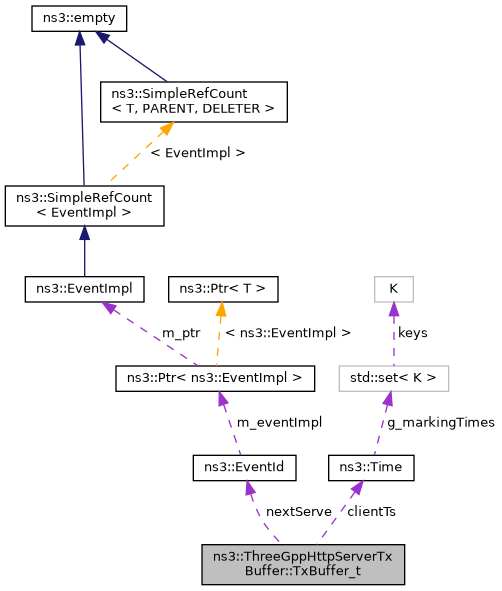 ns3::empty
ns3::SimpleRefCount
< T, PARENT, DELETER >
< EventImpl >
ns3::SimpleRefCount
< EventImpl >
ns3::EventImpl
ns3::Ptr< T >
K
m_ptr
< ns3::EventImpl >
keys
ns3::Ptr< ns3::EventImpl >
std::set< K >
m_eventImpl
g_markingTimes
ns3::EventId
ns3::Time
nextServe
clientTs
ns3::ThreeGppHttpServerTx
Buffer::TxBuffer_t